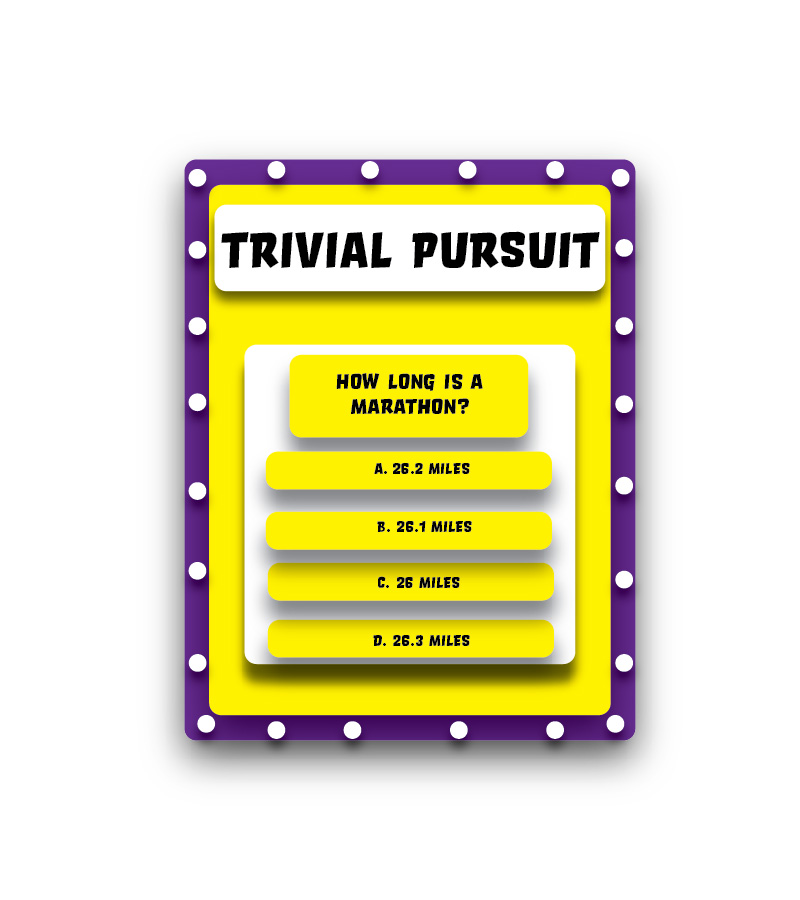 TRIVIAL PURSUIT
HOW LONG IS A
MARATHON?
A. 26.2 MILES
B. 26.1 MILES
C. 26 MILES
D. 26.3 MILES